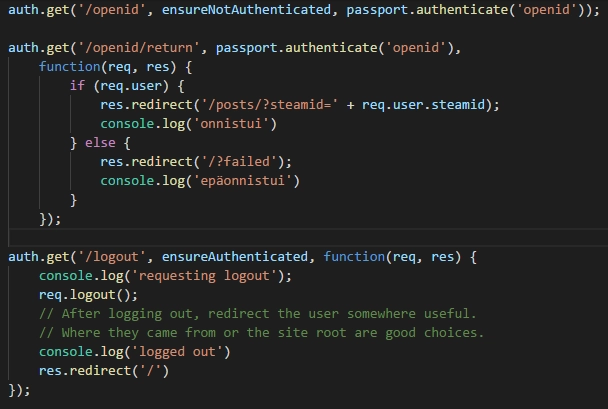 auth.get('/openid', ensureNotAuthenticated, passport.authenticate('openid'));

auth.get('/openid/return', passport.authenticate('openid'),
    function(req, res) {
        if (req.user) {
            res.redirect('/posts/?steamid=' + req.user.steamid);
            console.log('onnistui')
        } else {
            res.redirect('/?failed');
            console.log('epäonnistui')
        }
    });

auth.get('/logout', ensureAuthenticated, function(req, res) {
    console.log('requesting logout');
    req.logout();
    // After logging out, redirect the user somewhere useful.
    // Where they came from or the site root are good choices.
    console.log('logged out')
    res.redirect('/')
});